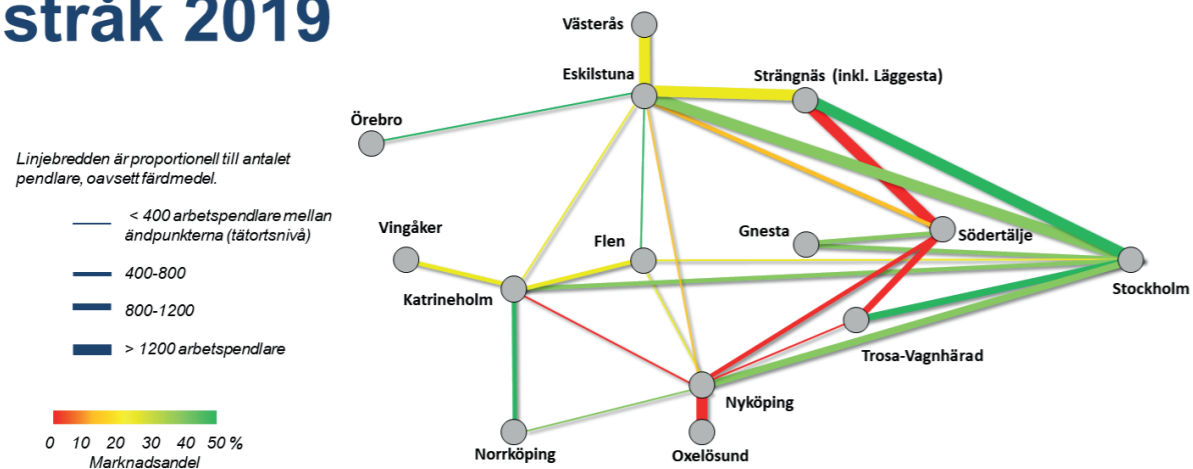 stråk 2019
Linjebredden är proportionell till antalet
pendlare, oavsett färdmedel.
< 400 arbetspendlare mellan
ändpunkterna (tätortsnivå)
400-800
800-1200
> 1200 arbetspendlare
0 10 20 30 40 50 %
Marknadsandel
Västerås
Eskilstuna
Strängnäs (inkl. Läggesta)
Örebro
Vingåker
Flen
Gnesta
Södertälje
Stockholm
Katrineholm
Trosa-Vagnhärad
Nyköping
Norrköping
Oxelösund